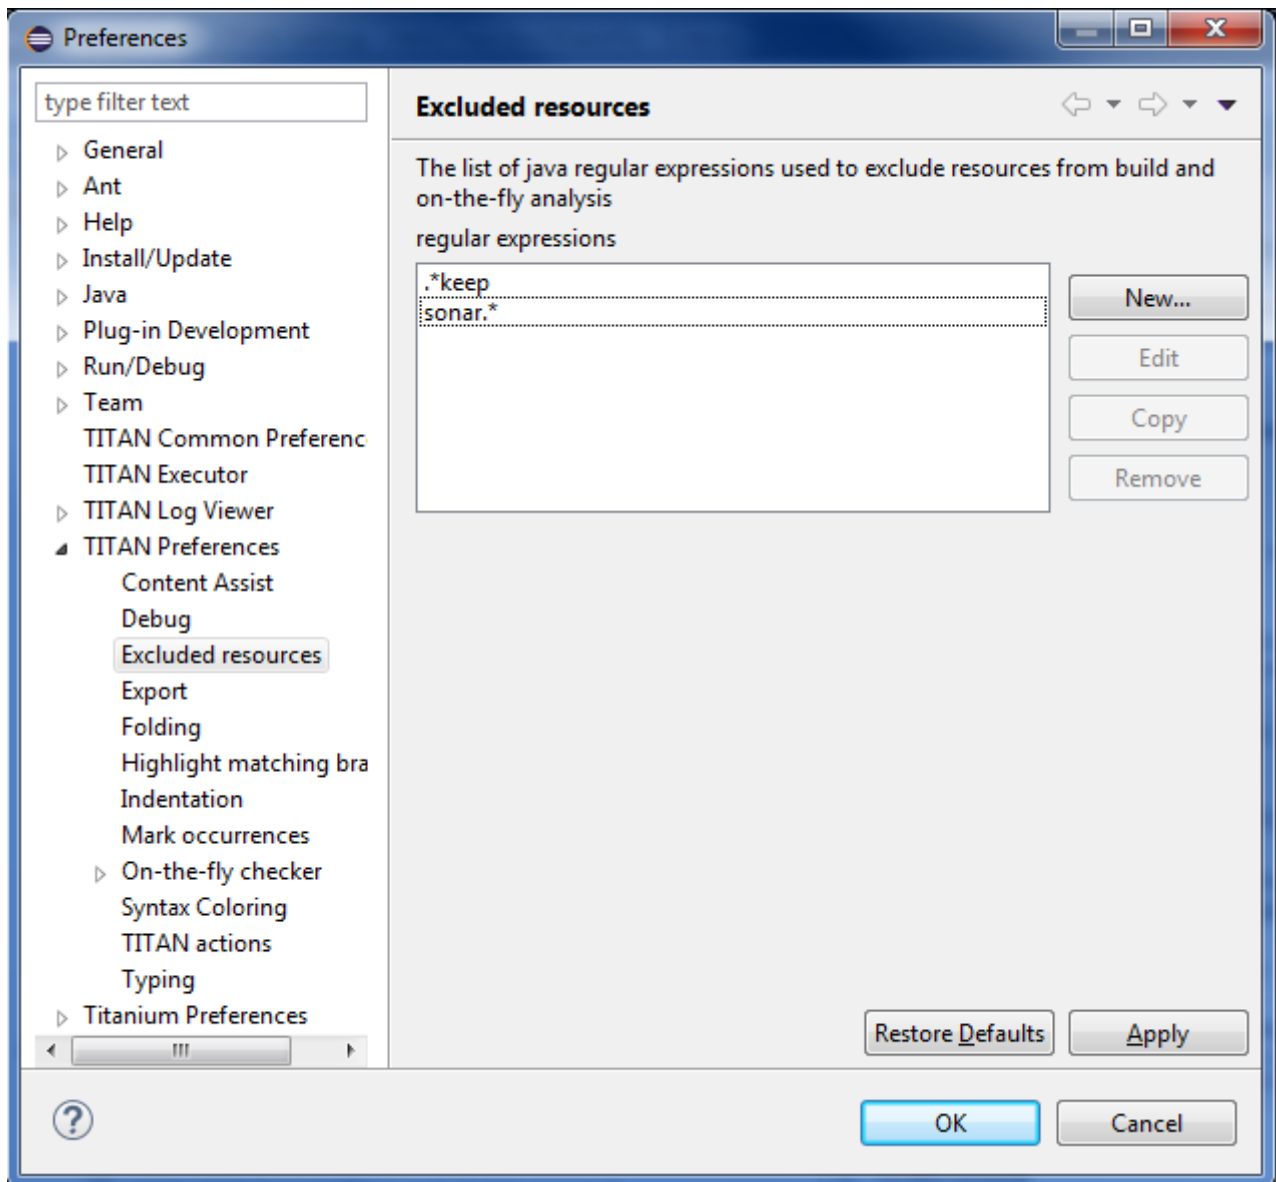 Preferences
type filter text
General
Ant
Help
Install/Update
Java
Plug-in Development
Run/Debug
Team
TITAN Common Preferenc
TITAN Executor
TITAN Log Viewer
TITAN Preferences
Content Assist
Debug
Excluded resources
Export
Folding
Highlight matching bra
Indentation
Mark occurrences
On-the-fly checker
Syntax Coloring
TITAN actions
Typing
Titanium Preferences
Excluded resources
The list of java regular expressions used to exclude resources from build and
on-the-fly analysis
regular expressions
.*keep
sonar.*
New...
Edit
Copy
Remove
Restore Defaults
Apply
?
OK
Cancel